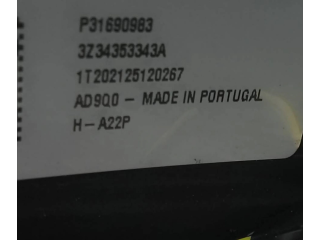 P31690983
3Z34353343A
1T202125120267
AD9Q0 – MADE IN PORTUGAL
H–A22P